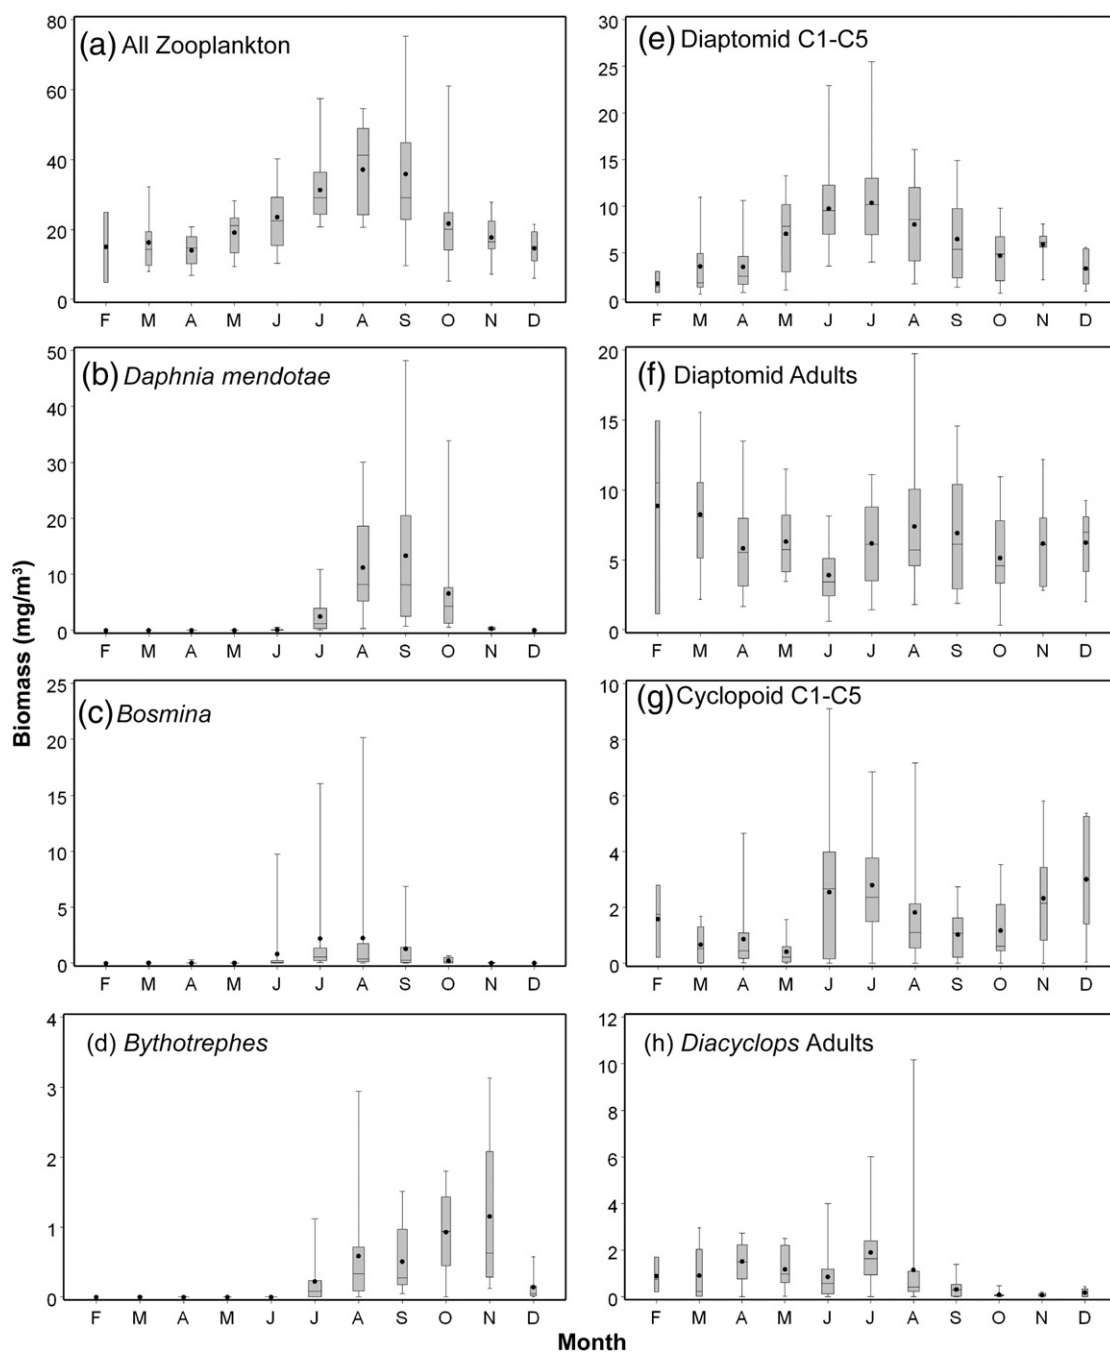 Biomass (mg/m³)
(a) All Zooplankton
80
60
40
20
0
F M A M J J A S O N D
(b) Daphnia mendotae
50
40
30
20
10
0
F M A M J J A S O N D
(c) Bosmina
25
20
15
10
5
0
F M A M J J A S O N D
(d) Bythotrephes
4
3
2
1
0
F M A M J J A S O N D
(e) Diaptomid C1-C5
30
25
20
15
10
5
0
F M A M J J A S O N D
(f) Diaptomid Adults
20
15
10
5
0
F M A M J J A S O N D
(g) Cyclopoid C1-C5
10
8
6
4
2
0
F M A M J J A S O N D
(h) Diacyclops Adults
12
10
8
6
4
2
0
F M A M J J A S O N D
Month